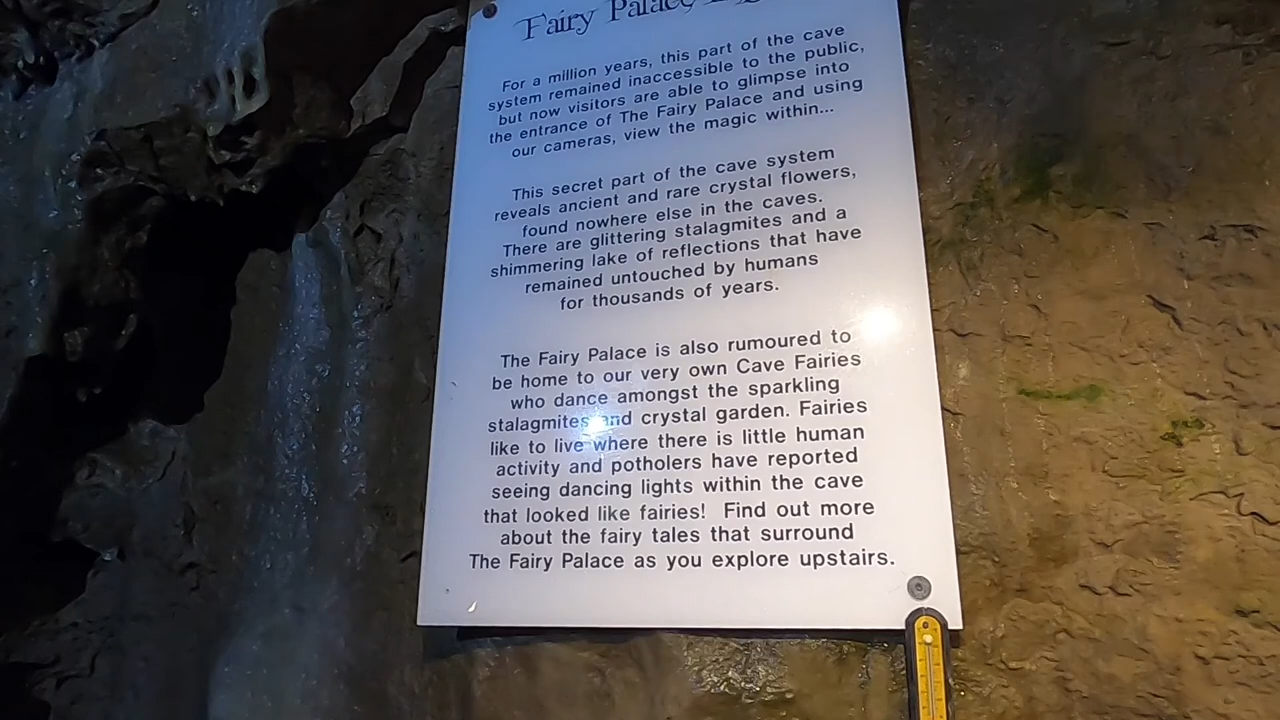 Fairy Palace
For a million years, this part of the cave
system remained inaccessible to the public,
but now visitors are able to glimpse into
the entrance of The Fairy Palace and using
our cameras, view the magic within...
This secret part of the cave system
reveals ancient and rare crystal flowers,
found nowhere else in the caves.
There are glittering stalagmites and a
shimmering lake of reflections that have
remained untouched by humans
for thousands of years.
The Fairy Palace is also rumoured to
be home to our very own Cave Fairies
who dance amongst the sparkling
stalagmites and crystal garden. Fairies
like to live where there is little human
activity and potholers have reported
seeing dancing lights within the cave
that looked like fairies! Find out more
about the fairy tales that surround
The Fairy Palace as you explore upstairs.